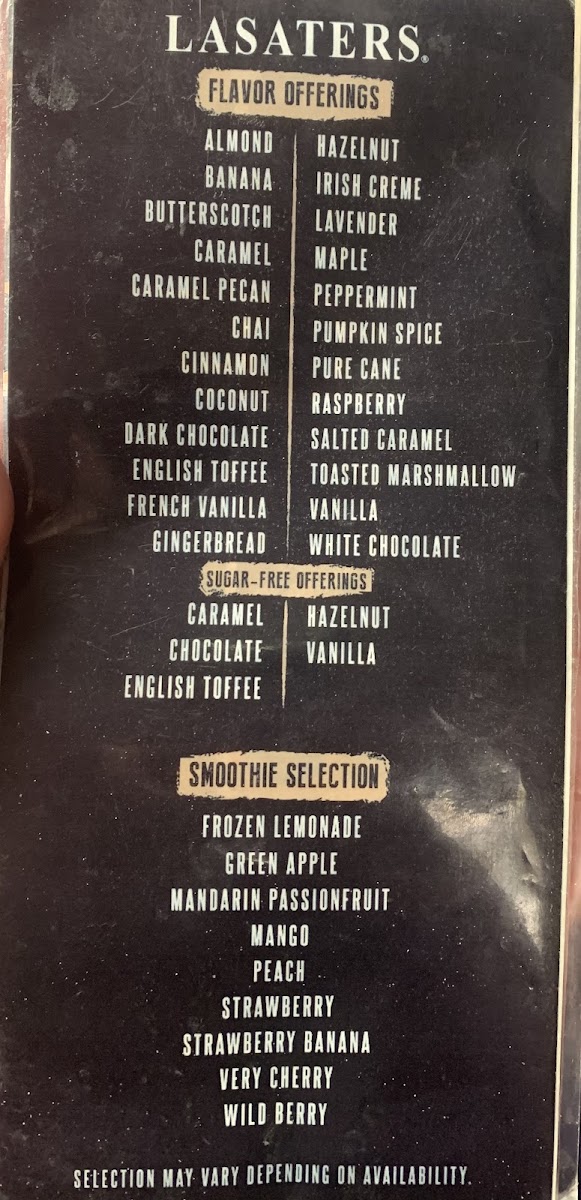 LASATERS®
FLAVOR OFFERINGS
ALMOND
BANANA
BUTTERSCOTCH
CARAMEL
CARAMEL PECAN
CHAI
CINNAMON
COCONUT
DARK CHOCOLATE
ENGLISH TOFFEE
FRENCH VANILLA
GINGERBREAD
HAZELNUT
IRISH CREME
LAVENDER
MAPLE
PEPPERMINT
PUMPKIN SPICE
PURE CANE
RASPBERRY
SALTED CARAMEL
TOASTED MARSHMALLOW
VANILLA
WHITE CHOCOLATE
SUGAR-FREE OFFERINGS
CARAMEL
CHOCOLATE
ENGLISH TOFFEE
HAZELNUT
VANILLA
SMOOTHIE SELECTION
FROZEN LEMONADE
GREEN APPLE
MANDARIN PASSIONFRUIT
MANGO
PEACH
STRAWBERRY
STRAWBERRY BANANA
VERY CHERRY
WILD BERRY
SELECTION MAY VARY DEPENDING ON AVAILABILITY.